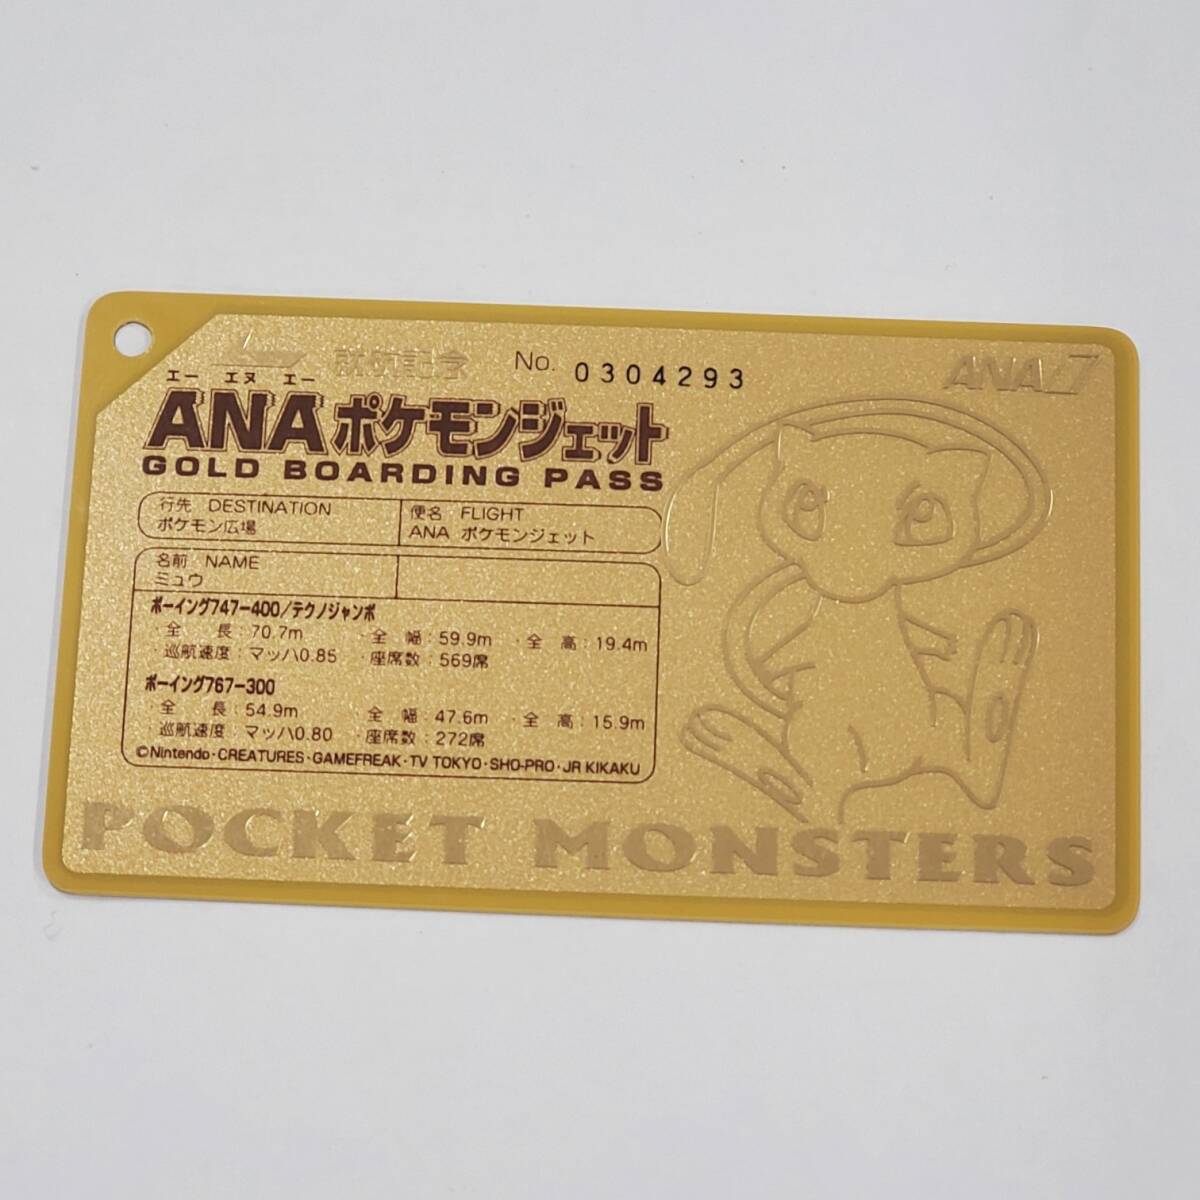 就航記念 No. 0304293 ANA
エー エヌ エー
ANAポケモンジェット
GOLD BOARDING PASS
行先 DESTINATION
ポケモン広場
便名 FLIGHT
ANA ポケモンジェット
名前 NAME
ミュウ
ボーイング747-400/テクノジャンボ
・全 長:70.7m ・全 幅:59.9m ・全 高:19.4m
・巡航速度:マッハ0.85 ・座席数:569席
ボーイング767-300
・全 長:54.9m ・全 幅:47.6m ・全 高:15.9m
・巡航速度:マッハ0.80 ・座席数:272席
©Nintendo・CREATURES・GAMEFREAK・TV TOKYO・SHO-PRO・JR KIKAKU
POCKET MONSTERS